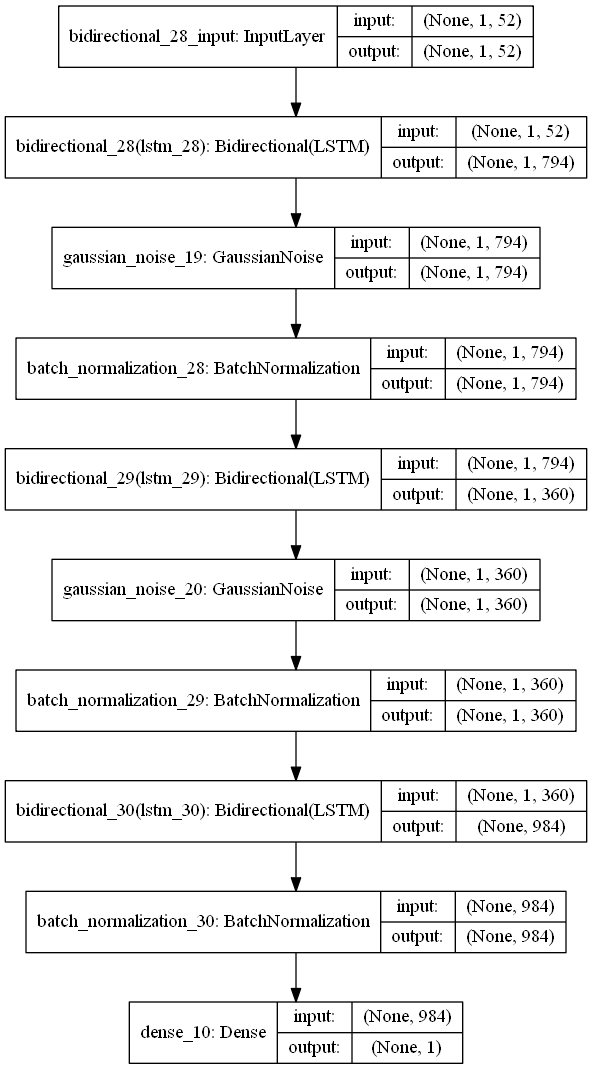 bidirectional_28_input: InputLayer
input: (None, 1, 52)
output: (None, 1, 52)
bidirectional_28(lstm_28): Bidirectional(LSTM)
input: (None, 1, 52)
output: (None, 1, 794)
gaussian_noise_19: GaussianNoise
input: (None, 1, 794)
output: (None, 1, 794)
batch_normalization_28: BatchNormalization
input: (None, 1, 794)
output: (None, 1, 794)
bidirectional_29(lstm_29): Bidirectional(LSTM)
input: (None, 1, 794)
output: (None, 1, 360)
gaussian_noise_20: GaussianNoise
input: (None, 1, 360)
output: (None, 1, 360)
batch_normalization_29: BatchNormalization
input: (None, 1, 360)
output: (None, 1, 360)
bidirectional_30(lstm_30): Bidirectional(LSTM)
input: (None, 1, 360)
output: (None, 984)
batch_normalization_30: BatchNormalization
input: (None, 984)
output: (None, 984)
dense_10: Dense
input: (None, 984)
output: (None, 1)